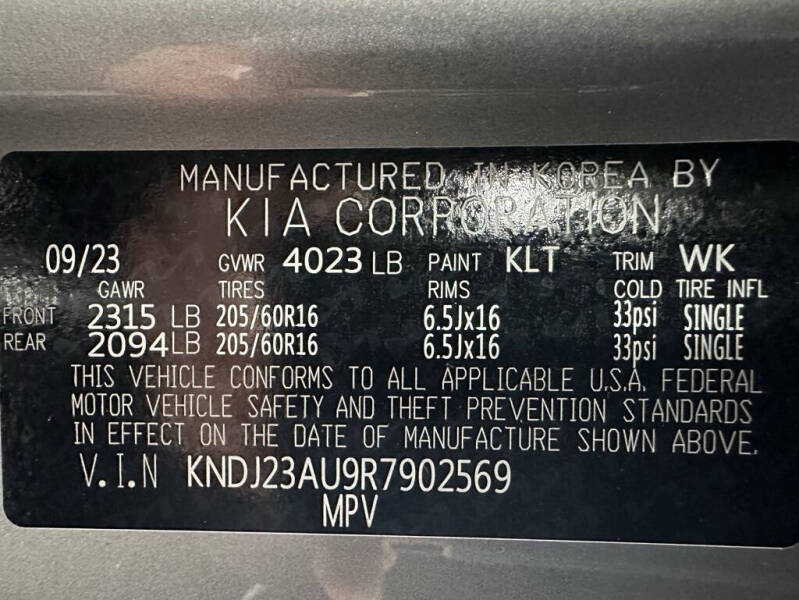 MANUFACTURED IN KOREA BY
KIA CORPORATION
09/23 GVWR 4023 LB PAINT KLT TRIM WK
GAWR TIRES RIMS COLD TIRE INFL
FRONT 2315 LB 205/60R16 6.5Jx16 33psi SINGLE
REAR 2094 LB 205/60R16 6.5Jx16 33psi SINGLE
THIS VEHICLE CONFORMS TO ALL APPLICABLE U.S.A. FEDERAL
MOTOR VEHICLE SAFETY AND THEFT PREVENTION STANDARDS
IN EFFECT ON THE DATE OF MANUFACTURE SHOWN ABOVE.
V.I.N KNDJ23AU9R7902569
MPV